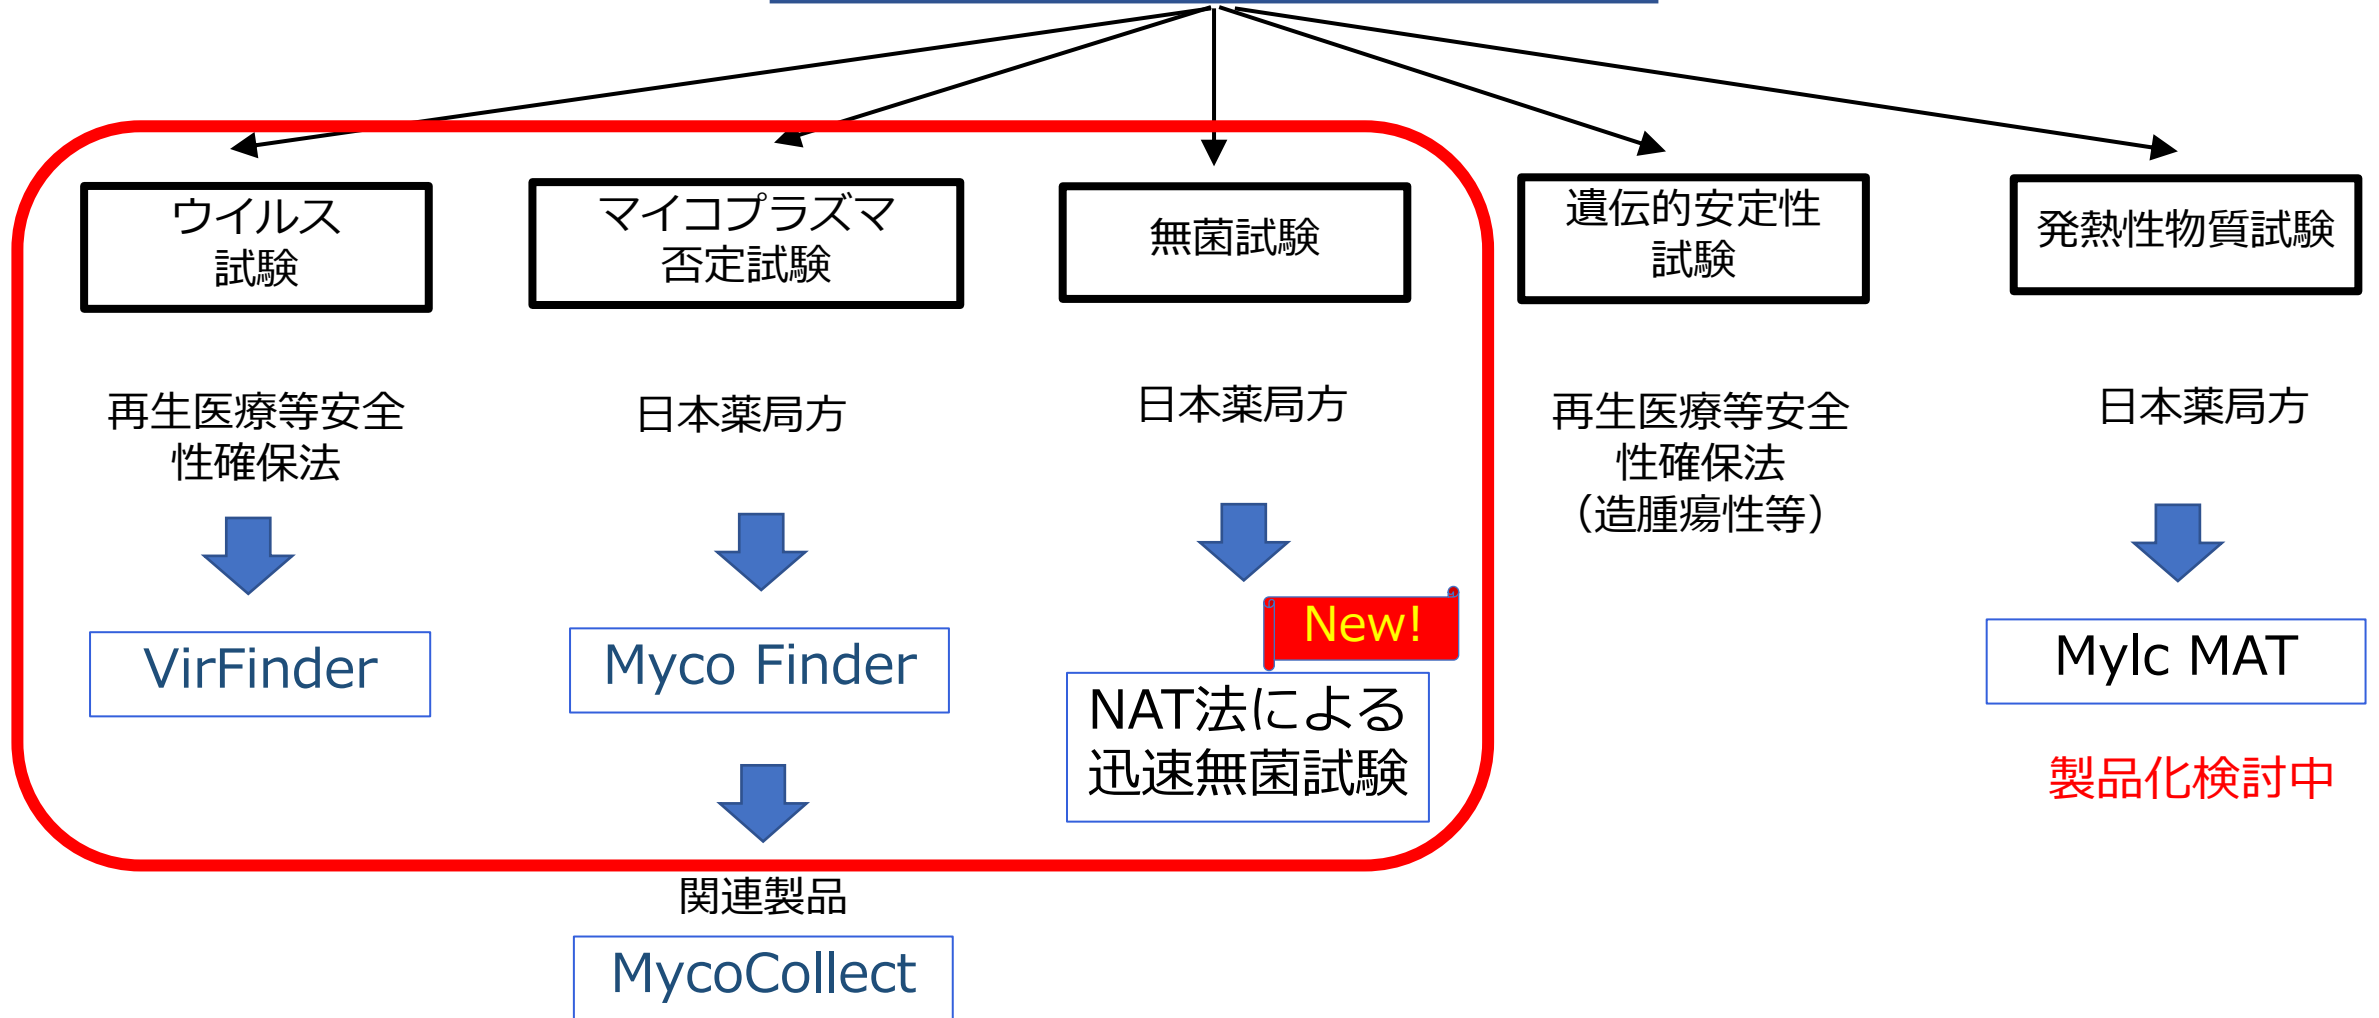 ウイルス
試験
マイコプラズマ
否定試験
無菌試験
遺伝的安定性
試験
発熱性物質試験
再生医療等安全
性確保法
日本薬局方
日本薬局方
再生医療等安全
性確保法
（造腫瘍性等）
日本薬局方
VirFinder
Myco Finder
New!
NAT法による
迅速無菌試験
Mylc MAT
製品化検討中
関連製品
MycoCollect